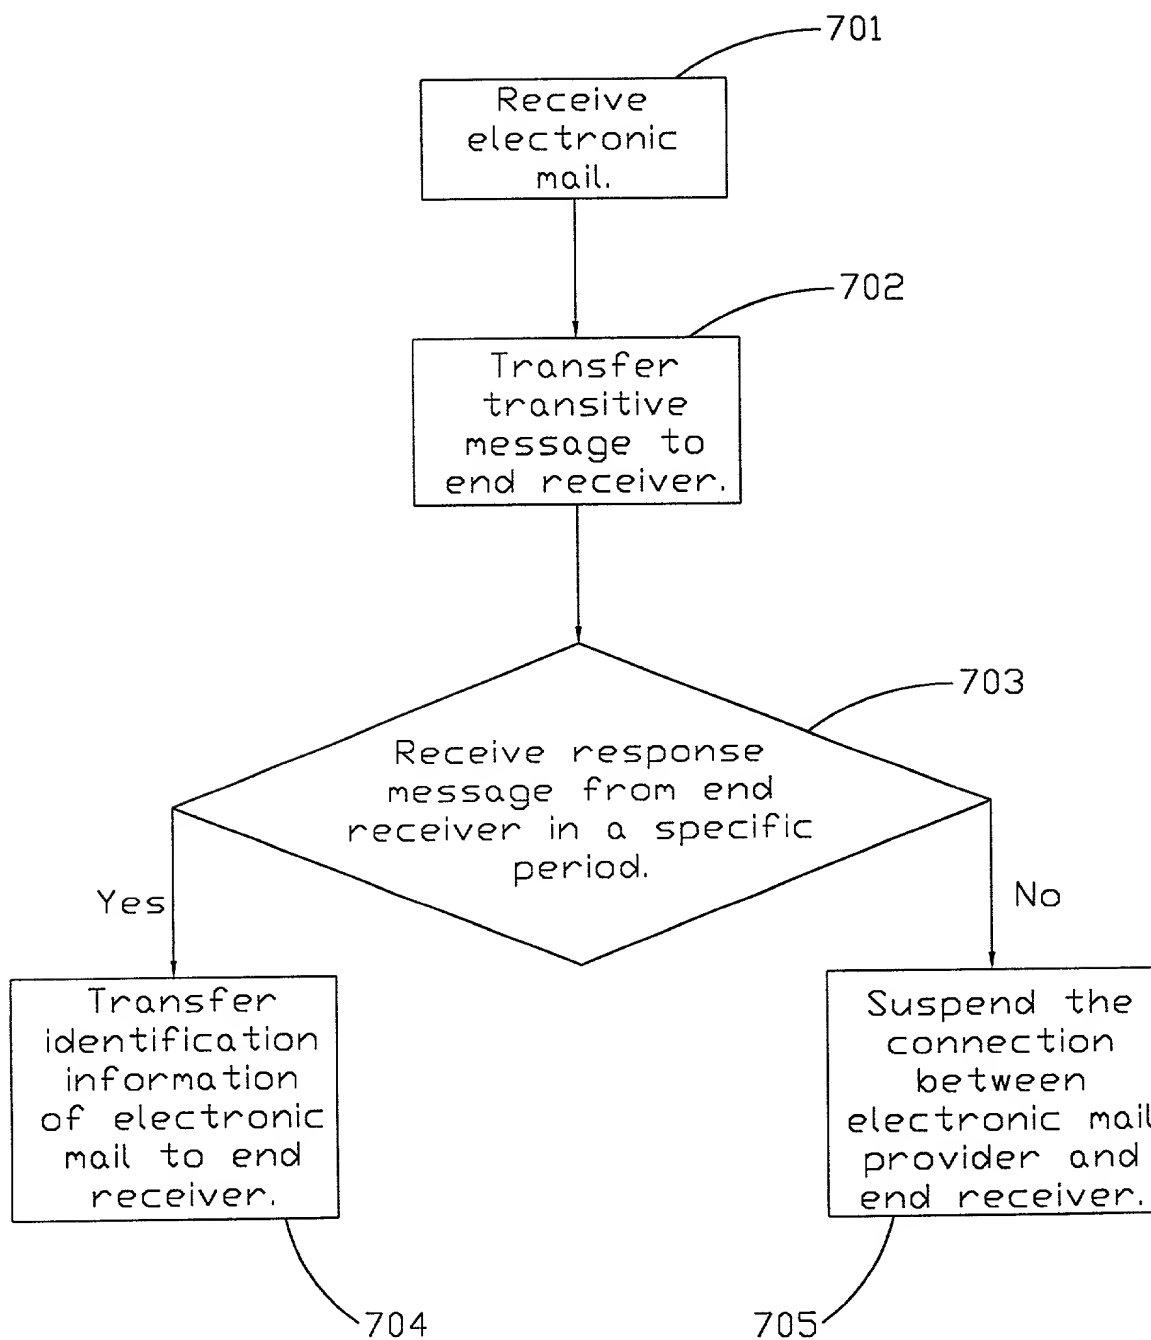 701
Receive
electronic
mail.
702
Transfer
transitive
message to
end receiver.
703
Receive response
message from end
receiver in a specific
period.
Yes
No
Transfer
identification
information
of electronic
mail to end
receiver.
Suspend the
connection
between
electronic mail
provider and
end receiver.
704
705